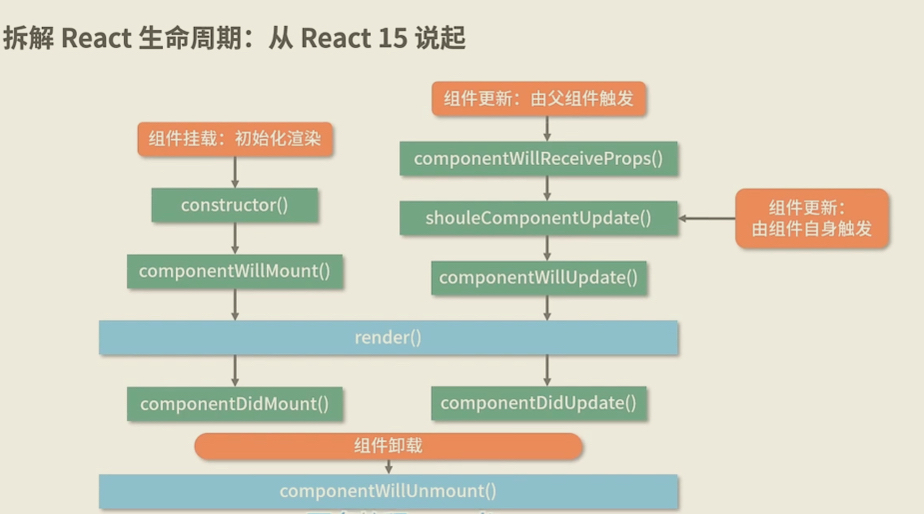 拆解 React 生命周期：从 React 15 说起
组件更新：由父组件触发
组件挂载：初始化渲染
componentWillReceiveProps()
constructor()
shouleComponentUpdate()
组件更新：
由组件自身触发
componentWillMount()
componentWillUpdate()
render()
componentDidMount()
componentDidUpdate()
组件卸载
componentWillUnmount()